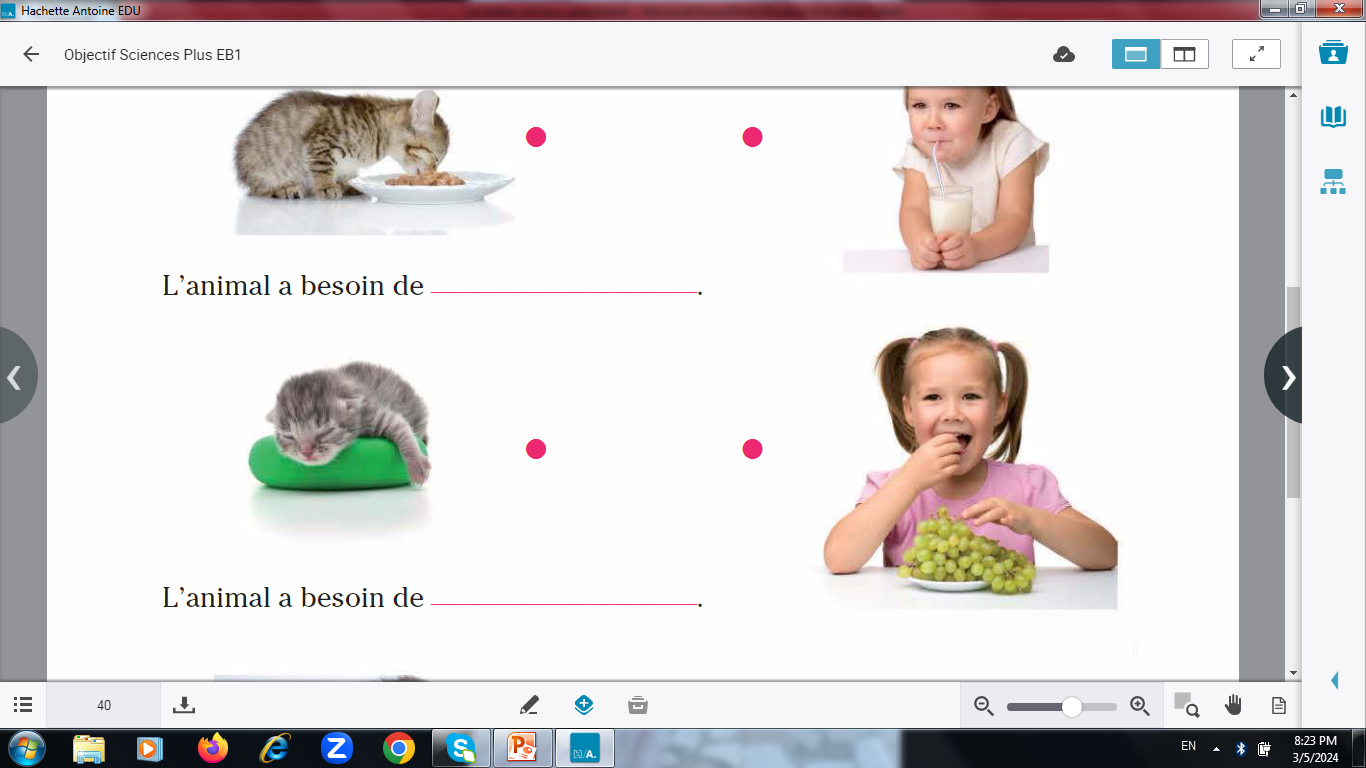 Hachette Antoine EDU
Objectif Sciences Plus EB1
L'animal a besoin de .
L'animal a besoin de .
40
EN
8:23 PM
3/5/2024